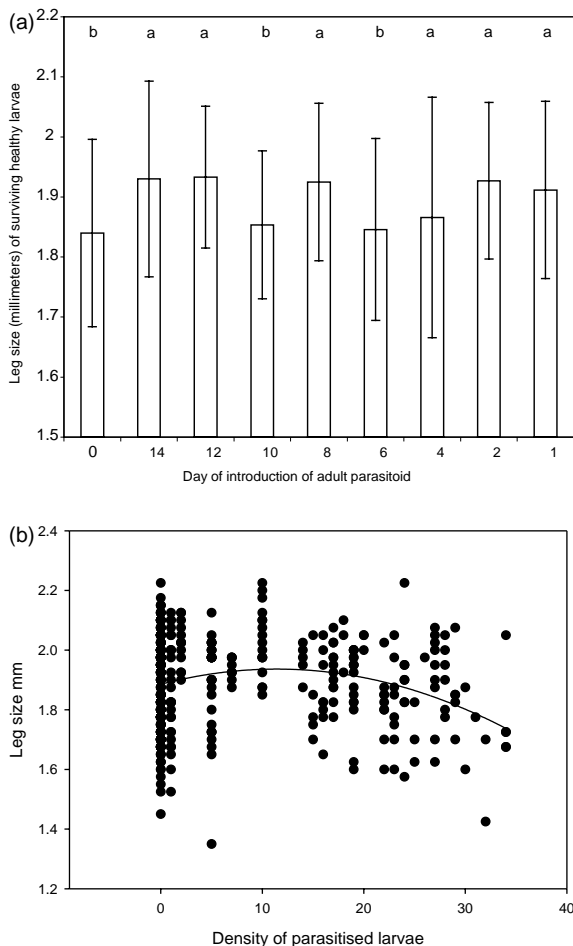 (a)
2.2
b a a b a b a a a
2.1
2
1.9
1.8
1.7
1.6
1.5
Leg size (millimeters) of surviving healthy larvae
0 14 12 10 8 6 4 2 1
Day of introduction of adult parasitoid
(b)
2.4
2.2
2.0
1.8
1.6
1.4
1.2
Leg size mm
0 10 20 30 40
Density of parasitised larvae